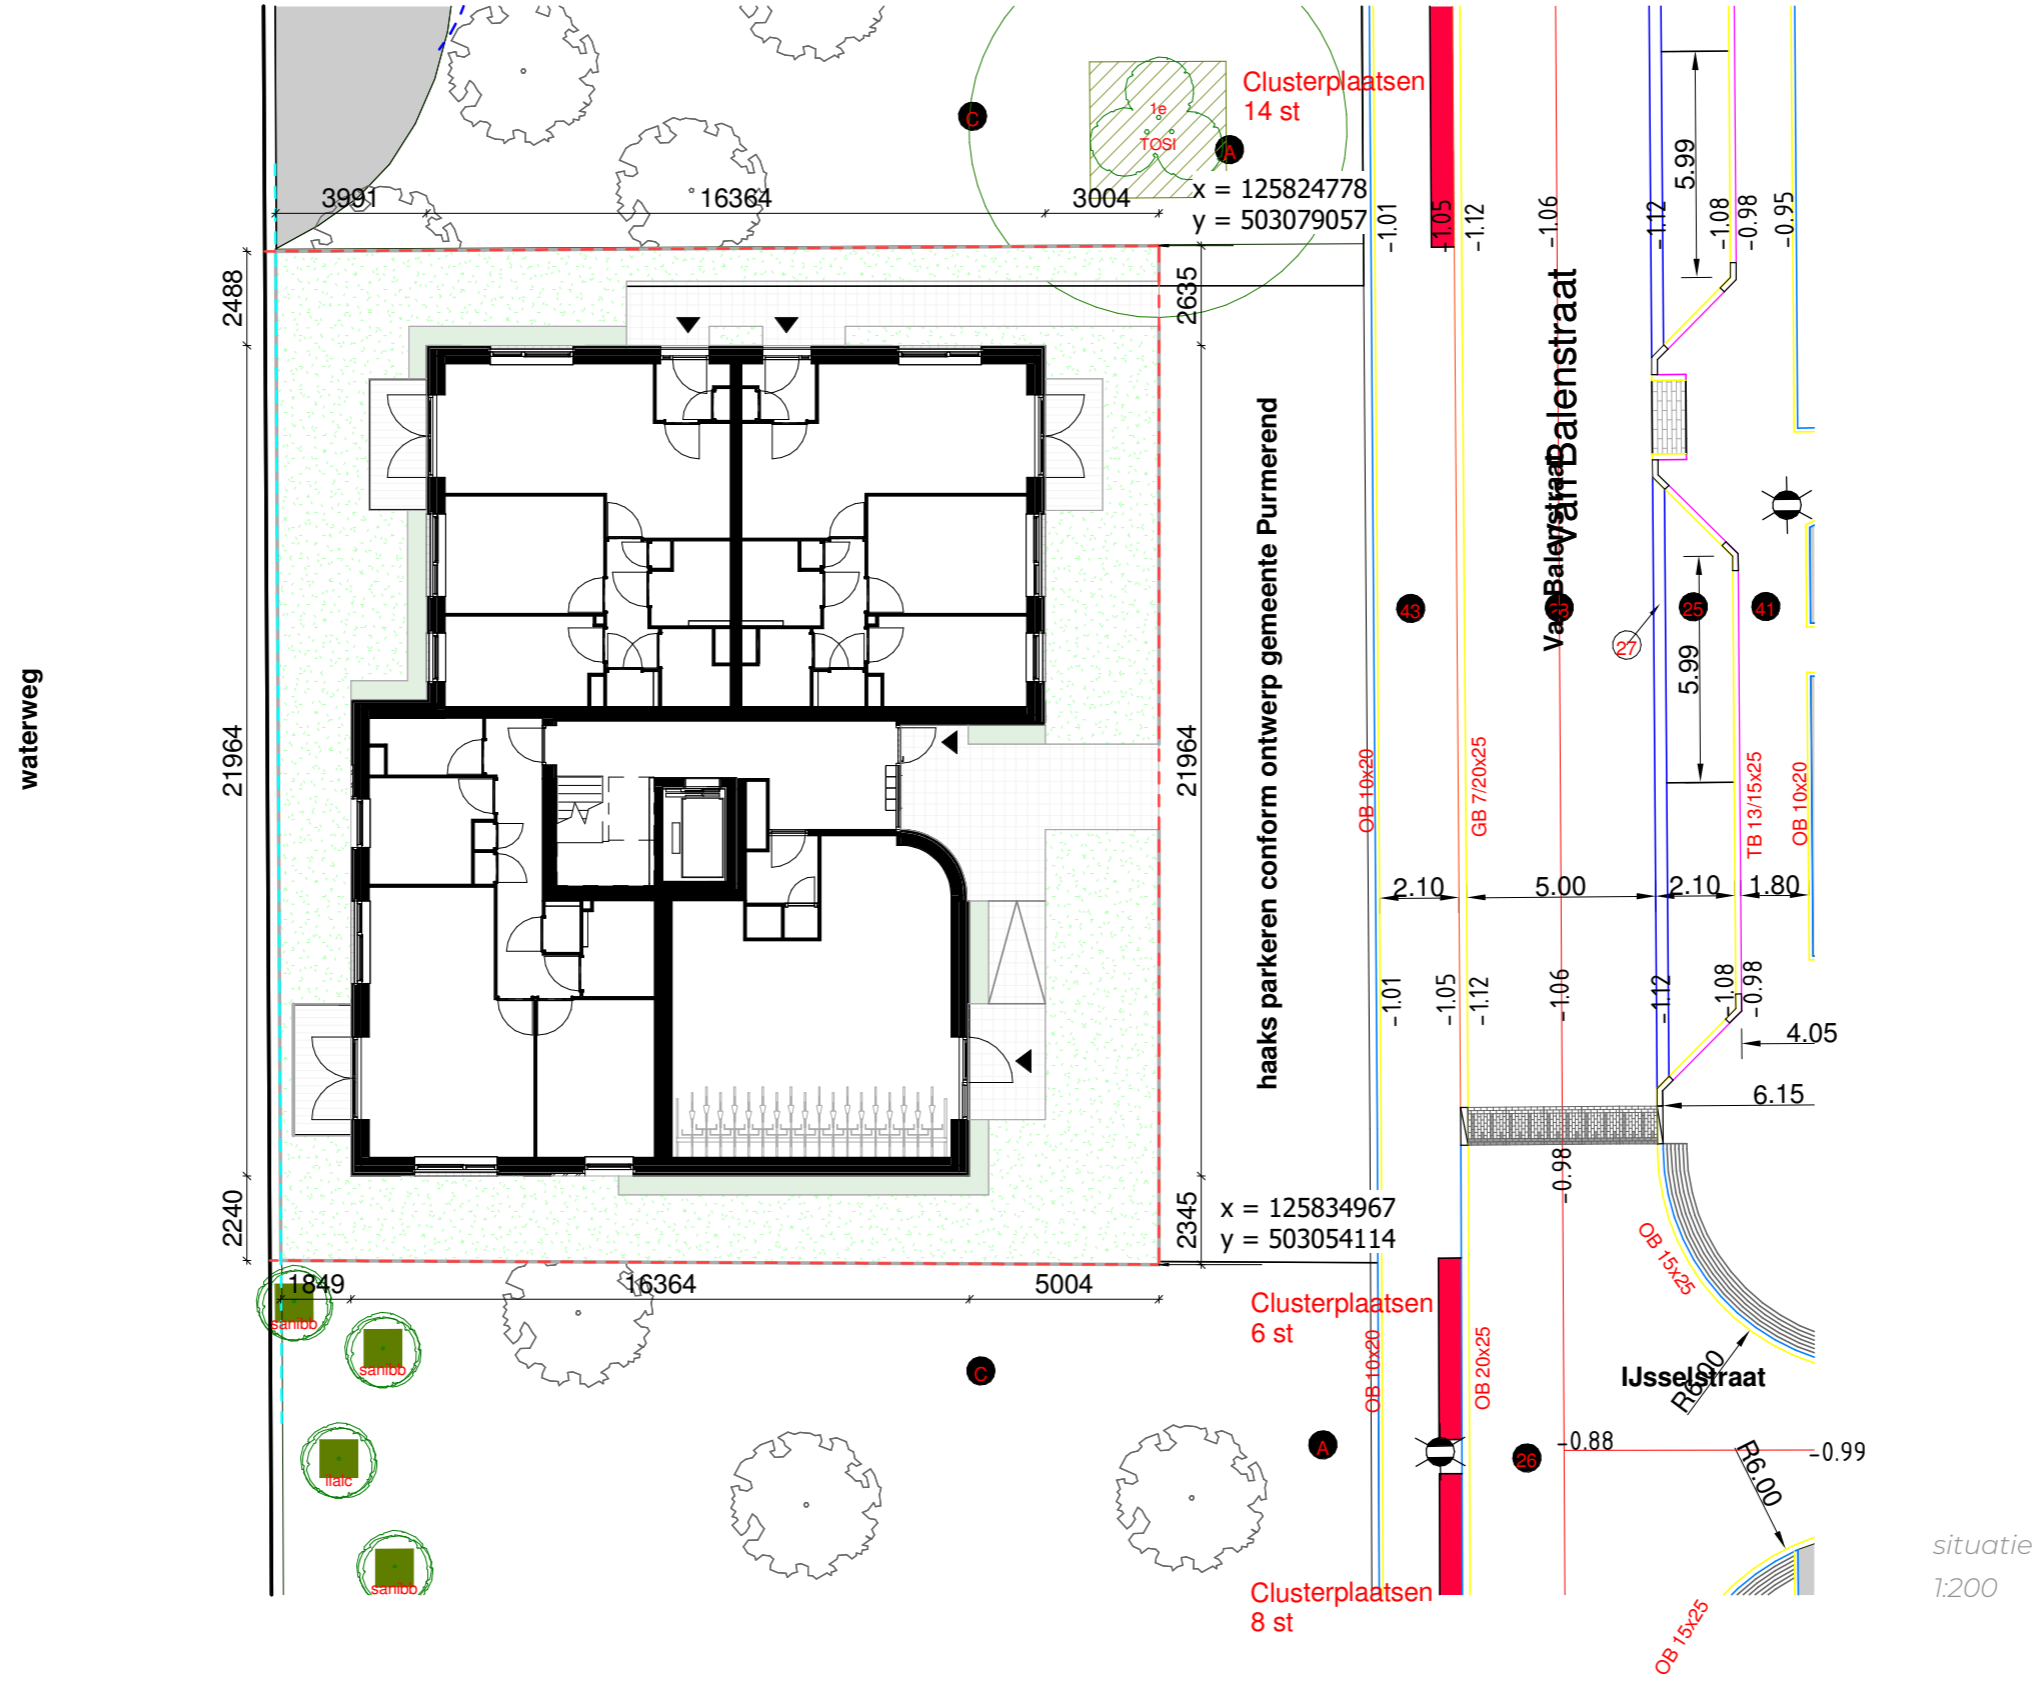 Clusterplaatsen
14 st
C
1e
TOSI
A
x = 125824778
y = 503079057
3991
16364
3004
-1.01
-1.05
-1.12
-1.06
-1.12
5.99
-1.08
-0.98
-0.95
2488
2635
Van Balenstraat
Van Balenstraat
haaks parkeren conform ontwerp gemeente Purmerend
waterweg
21964
21964
43
25
41
27
5.99
OB 10x20
GB 7/20x25
TB 13/15x25
OB 10x20
2.10
5.00
2.10
1.80
-1.01
-1.05
-1.12
-1.06
-1.12
-1.08
-0.98
4.05
6.15
-0.98
2240
2345
x = 125834967
y = 503054114
OB 15x25
1849
16364
5004
sanibb
Clusterplaatsen
6 st
sanibb
C
OB 10x20
OB 20x25
IJsselstraat
R6.00
A
26
-0.88
-0.99
R6.00
sanibb
Clusterplaatsen
8 st
OB 15x25
situatie
1:200